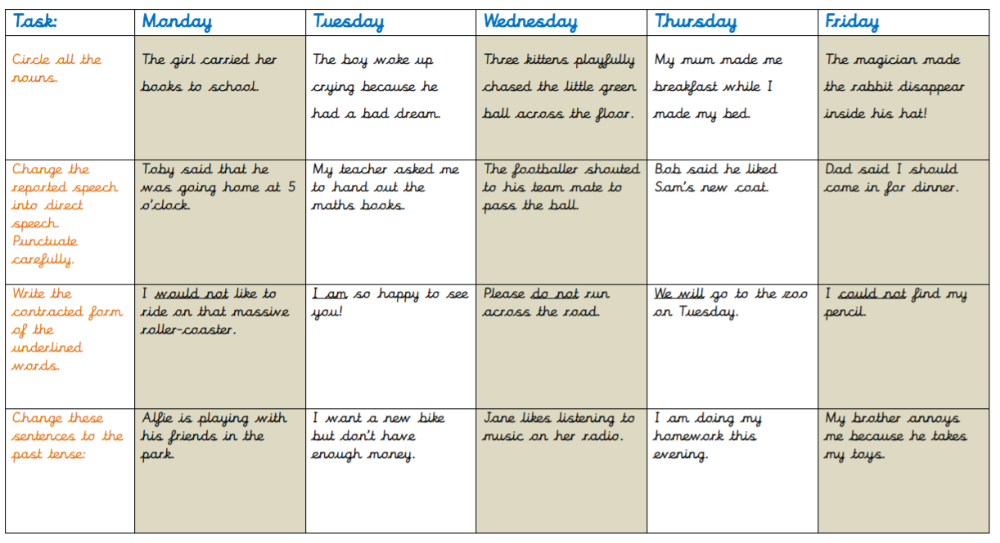 Task:
Monday
Tuesday
Wednesday
Thursday
Friday
Circle all the
nouns.
The girl carried her
books to school.
The boy woke up
crying because he
had a bad dream.
Three kittens playfully
chased the little green
ball across the floor.
My mum made me
breakfast while I
made my bed.
The magician made
the rabbit disappear
inside his hat!
Change the
reported speech
into direct
speech.
Punctuate
carefully.
Toby said that he
was going home at 5
o'clock.
My teacher asked me
to hand out the
maths books.
The footballer shouted
to his team mate to
pass the ball.
Bob said he liked
Sam's new coat.
Dad said I should
come in for dinner.
Write the
contracted form
of the
underlined
words.
I would not like to
ride on that massive
roller-coaster.
I am so happy to see
you!
Please do not run
across the road.
We will go to the zoo
on Tuesday.
I could not find my
pencil.
Change these
sentences to the
past tense:
Alfie is playing with
his friends in the
park.
I want a new bike
but don't have
enough money.
Jane likes listening to
music on her radio.
I am doing my
homework this
evening.
My brother annoys
me because he takes
my toys.